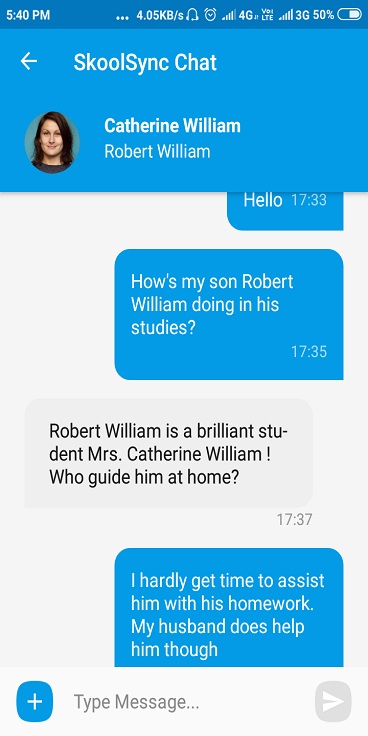 5:40 PM ... 4.05KB/s 4G VoLTE 3G 50%
SkoolSync Chat
Catherine William
Robert William
Hello 17:33
How's my son Robert
William doing in his
studies?
17:35
Robert William is a brilliant stu-
dent Mrs. Catherine William !
Who guide him at home?
17:37
I hardly get time to assist
him with his homework.
My husband does help
him though
Type Message...